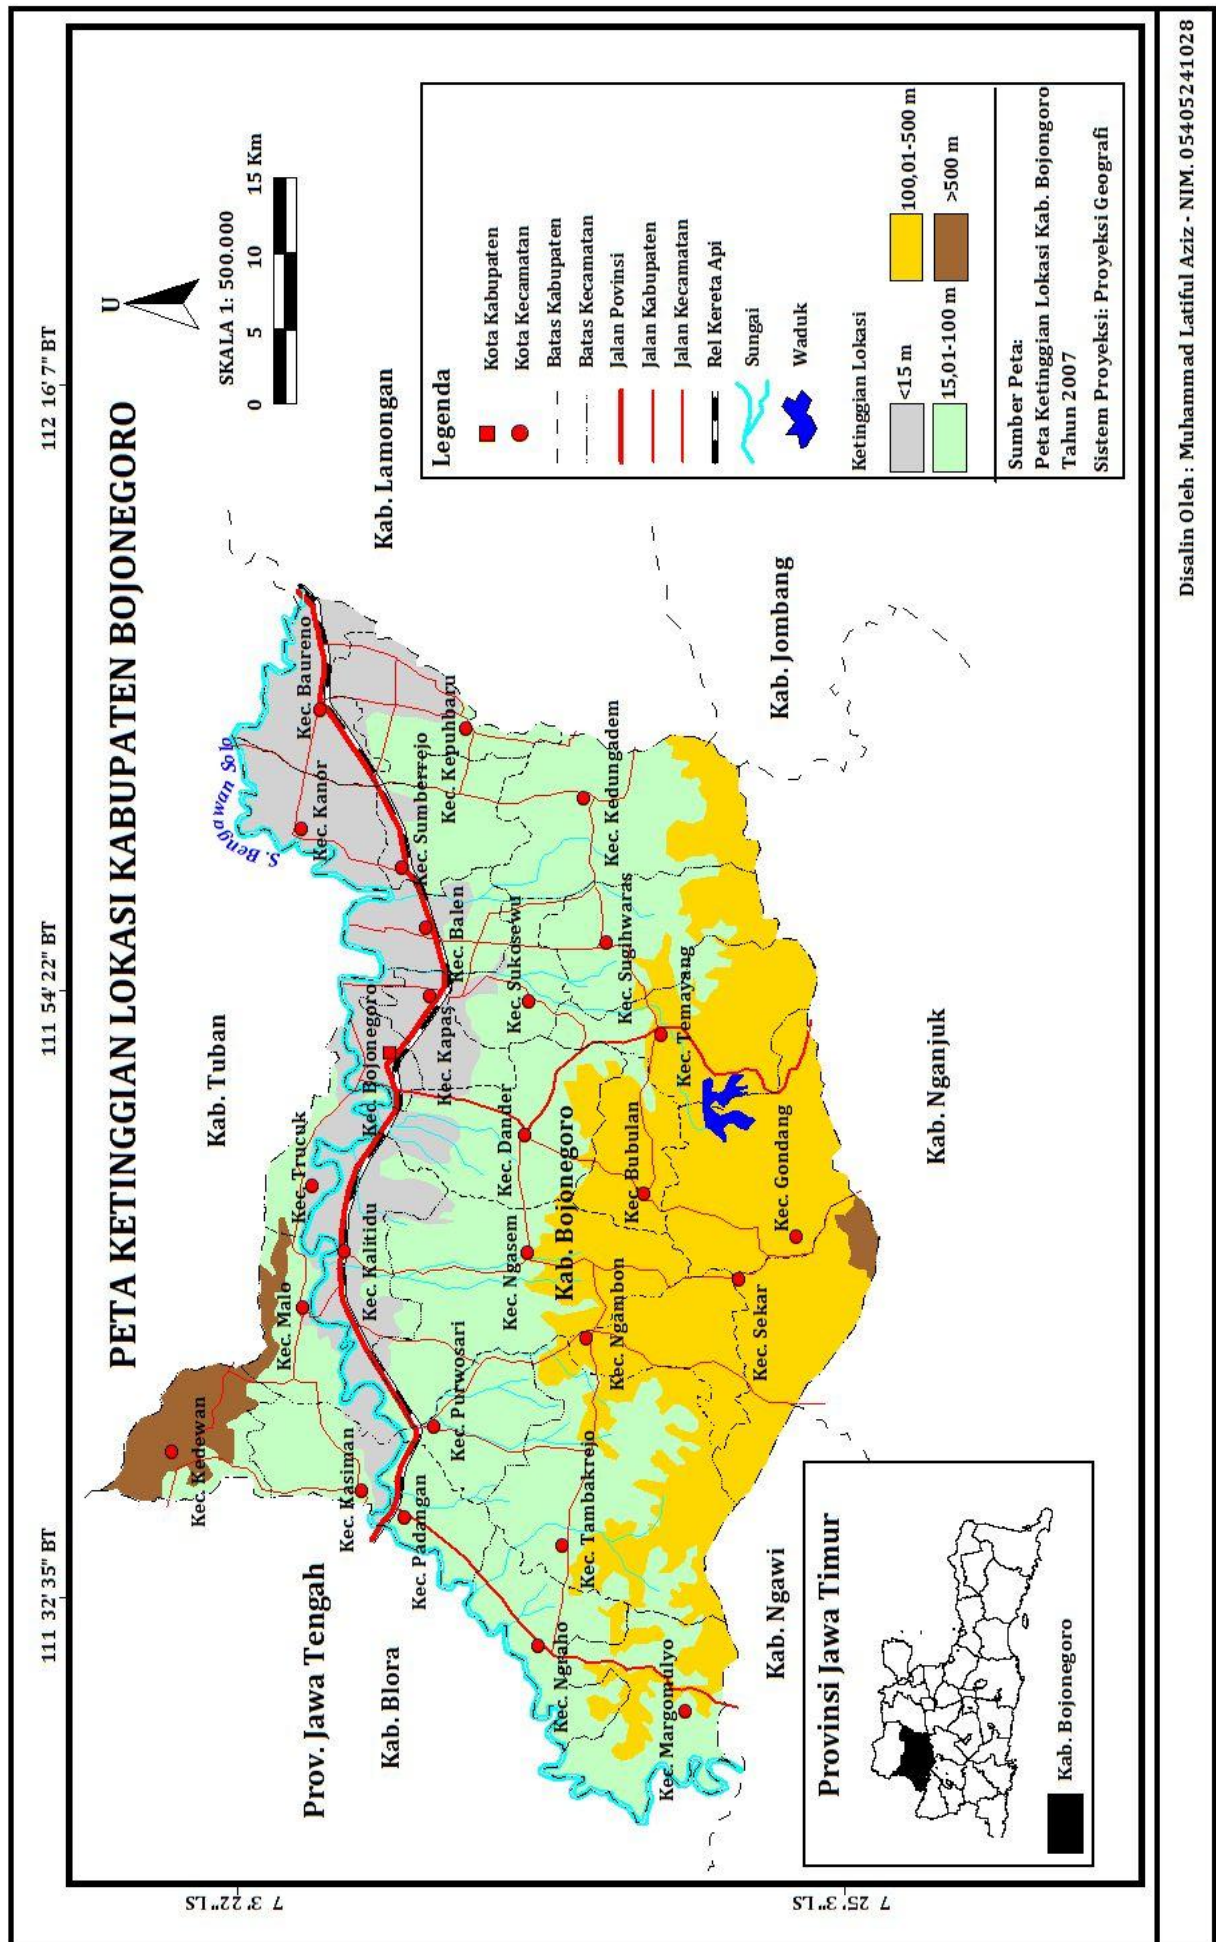 PETA KETINGGIAN LOKASI KABUPATEN BOJONEGORO
111 32' 35" BT
111 54' 22" BT
112 16' 7" BT
7 3' 22" LS
7 25' 3" LS
U
SKALA 1: 500.000
0 5 10 15 Km
Prov. Jawa Tengah
Kab. Blora
Kab. Tuban
Kab. Lamongan
Kab. Jombang
Kab. Nganjuk
Kab. Ngawi
Kab. Bojonegoro
S. Bengawan Solo
Kec. Kedewan
Kec. Malo
Kec. Trucuk
Kec. Kasiman
Kec. Padangan
Kec. Kalitidu
Kec. Bojonegoro
Kec. Kapas
Kec. Balen
Kec. Kanor
Kec. Baureno
Kec. Sumberrejo
Kec. Kepuhbaru
Kec. Purwosari
Kec. Ngasem
Kec. Dander
Kec. Sukosewu
Kec. Sugihwaras
Kec. Kedungadem
Kec. Ngraho
Kec. Tambakrejo
Kec. Ngambon
Kec. Bubulan
Kec. Temayang
Kec. Margomulyo
Kec. Sekar
Kec. Gondang
Legenda
Kota Kabupaten
Kota Kecamatan
Batas Kabupaten
Batas Kecamatan
Jalan Povinsi
Jalan Kabupaten
Jalan Kecamatan
Rel Kereta Api
Sungai
Waduk
Ketinggian Lokasi
<15 m
100,01-500 m
15,01-100 m
>500 m
Sumber Peta:
Peta Ketinggian Lokasi Kab. Bojongoro
Tahun 2007
Sistem Proyeksi: Proyeksi Geografi
Provinsi Jawa Timur
Kab. Bojonegoro
Disalin Oleh : Muhammad Latiful Aziz - NIM. 05405241028